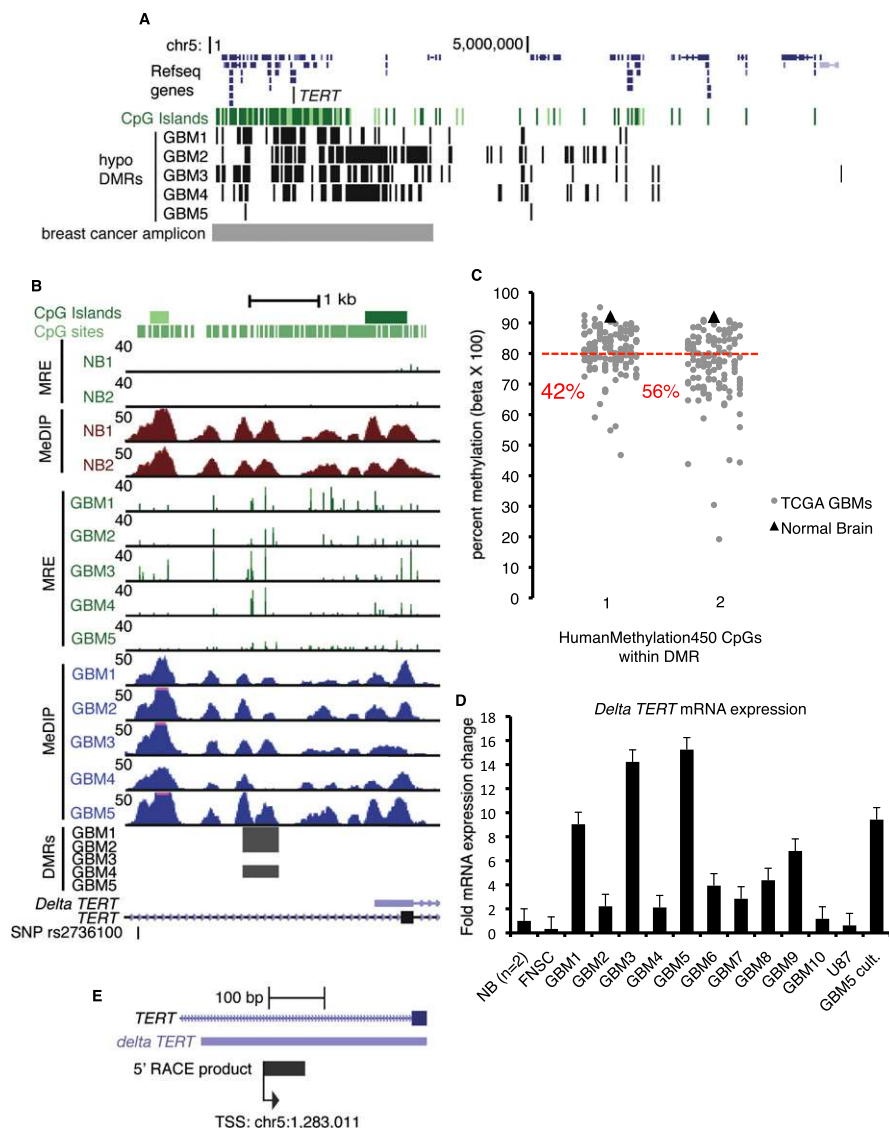 A
chr5: 1 5,000,000
Refseq
genes
TERT
CpG Islands
GBM1
GBM2
GBM3
GBM4
GBM5
hypo
DMRs
breast cancer amplicon
B
1 kb
CpG Islands
CpG sites
MRE
40
NB1
40
NB2
MeDIP
50
NB1
50
NB2
MRE
40
GBM1
40
GBM2
40
GBM3
40
GBM4
40
GBM5
MeDIP
50
GBM1
50
GBM2
50
GBM3
50
GBM4
50
GBM5
DMRs
GBM1
GBM2
GBM3
GBM4
GBM5
Delta TERT
TERT
SNP rs2736100
C
percent methylation (beta X 100)
100
90
80
70
60
50
40
30
20
10
0
42%
56%
TCGA GBMs
Normal Brain
1 2
HumanMethylation450 CpGs
within DMR
D
Delta TERT mRNA expression
Fold mRNA expression change
18
16
14
12
10
8
6
4
2
0
NB (n=2)
FNSC
GBM1
GBM2
GBM3
GBM4
GBM5
GBM6
GBM7
GBM8
GBM9
GBM10
U87
GBM5 cult.
E
100 bp
TERT
delta TERT
5' RACE product
TSS: chr5:1,283,011